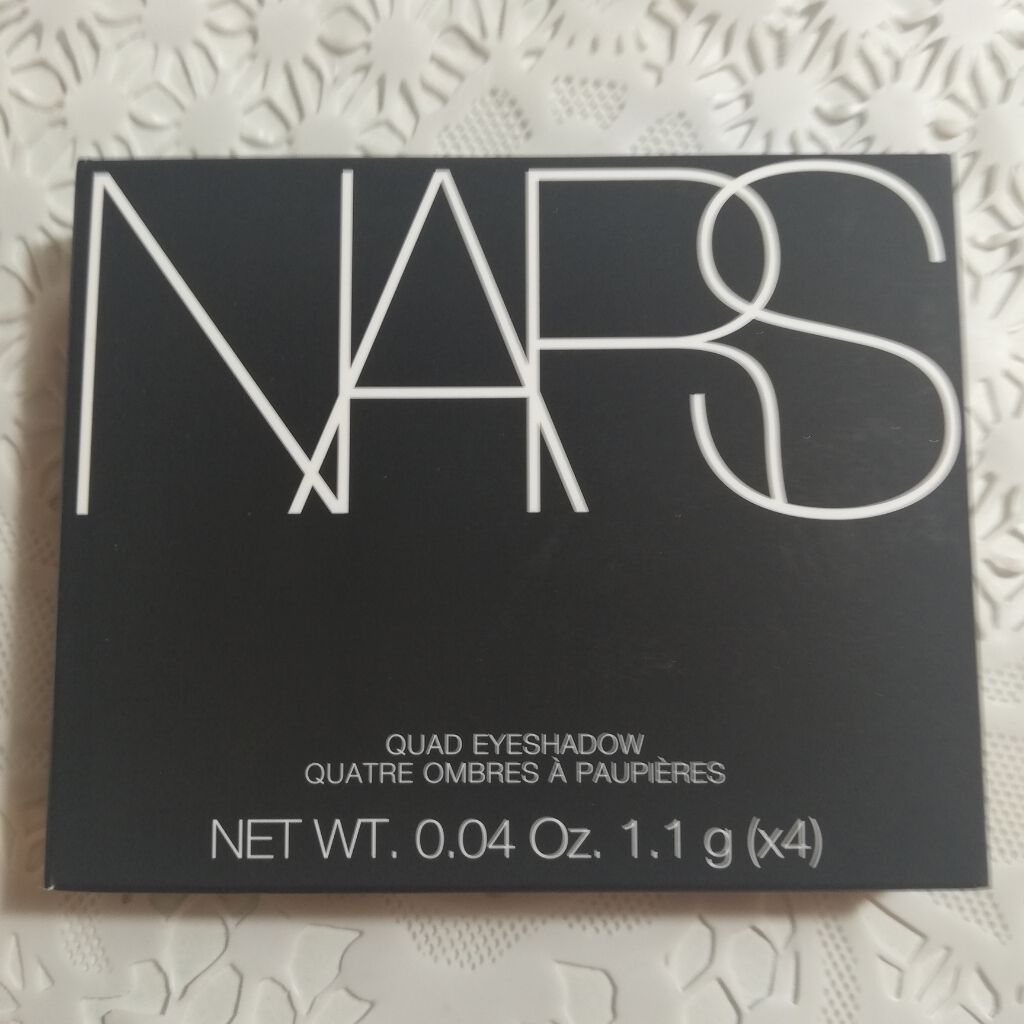 NARS
QUAD EYESHADOW
QUATRE OMBRES À PAUPIÈRES
NET WT. 0.04 Oz. 1.1 g (x4)